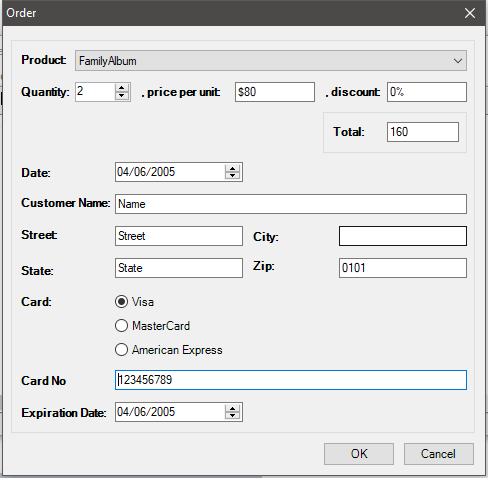 Order
Product: FamilyAlbum
Quantity: 2 , price per unit: $80 , discount: 0%
Total: 160
Date: 04/06/2005
Customer Name: Name
Street: Street City:
State: State Zip: 0101
Card: Visa
MasterCard
American Express
Card No 123456789
Expiration Date: 04/06/2005
OK Cancel